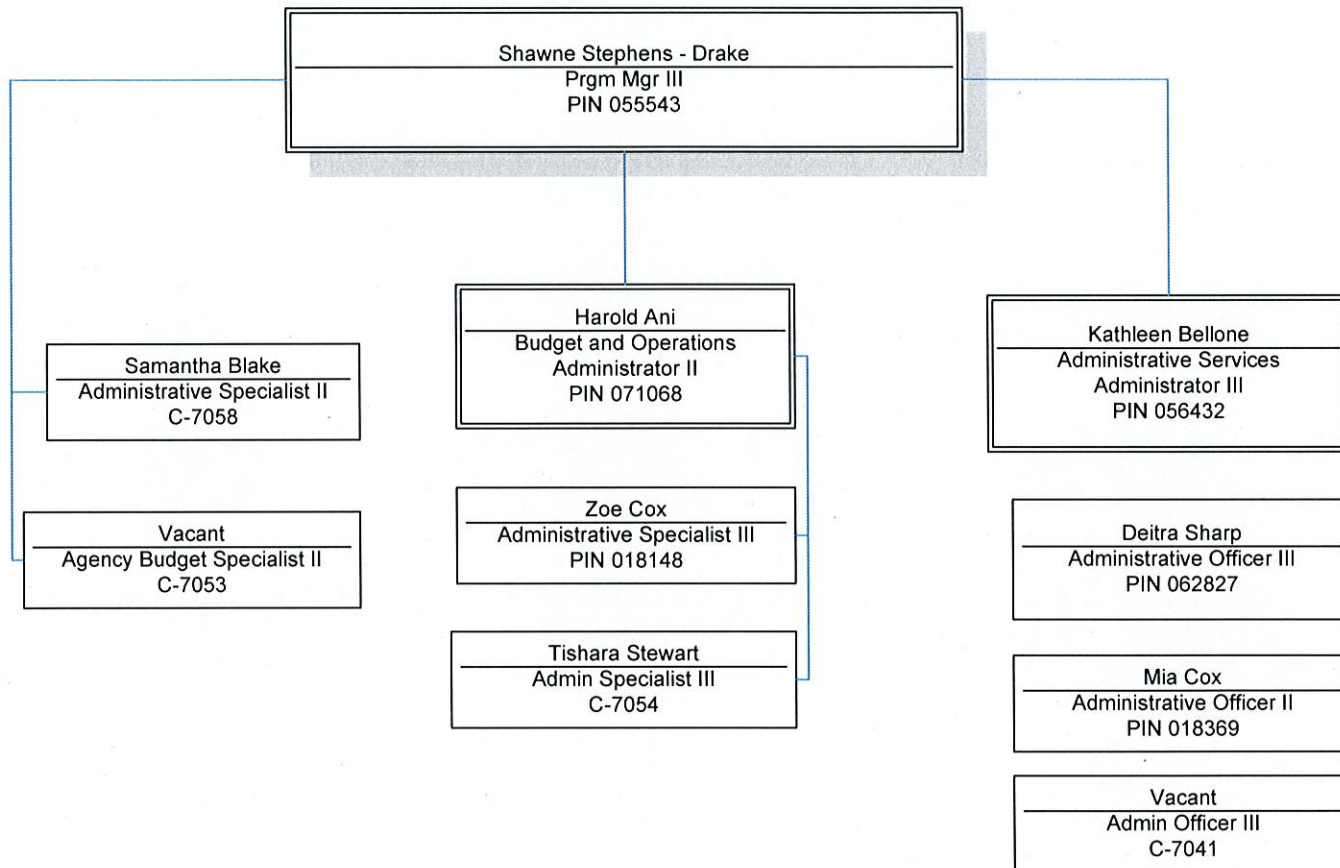 Shawne Stephens - Drake
Prgm Mgr III
PIN 055543
Samantha Blake
Administrative Specialist II
C-7058
Vacant
Agency Budget Specialist II
C-7053
Harold Ani
Budget and Operations
Administrator II
PIN 071068
Zoe Cox
Administrative Specialist III
PIN 018148
Tishara Stewart
Admin Specialist III
C-7054
Kathleen Bellone
Administrative Services
Administrator III
PIN 056432
Deitra Sharp
Administrative Officer III
PIN 062827
Mia Cox
Administrative Officer II
PIN 018369
Vacant
Admin Officer III
C-7041